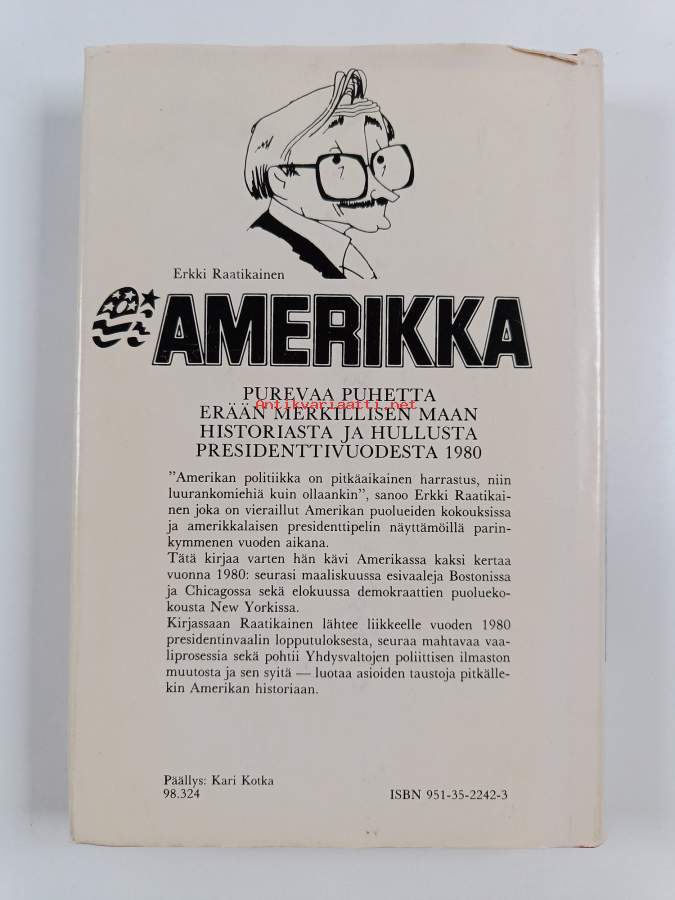 Erkki Raatikainen
AMERIKKA
PUREVAA PUHETTA
Antikvariaatti.net
ERÄÄN MERKILLISEN MAAN
HISTORIASTA JA HULLUSTA
PRESIDENTTIVUODESTA 1980
”Amerikan politiikka on pitkäaikainen harrastus, niin
luurankomiehiä kuin ollaankin”, sanoo Erkki Raatikai-
nen joka on vieraillut Amerikan puolueiden kokouksissa
ja amerikkalaisen presidenttipelin näyttämöillä parin-
kymmenen vuoden aikana.
Tätä kirjaa varten hän kävi Amerikassa kaksi kertaa
vuonna 1980: seurasi maaliskuussa esivaaleja Bostonissa
ja Chicagossa sekä elokuussa demokraattien puolueko-
kousta New Yorkissa.
Kirjassaan Raatikainen lähtee liikkeelle vuoden 1980
presidentinvaalin lopputuloksesta, seuraa mahtavaa vaa-
liprosessia sekä pohtii Yhdysvaltojen poliittisen ilmaston
muutosta ja sen syitä — luotaa asioiden taustoja pitkälle-
kin Amerikan historiaan.
Päällys: Kari Kotka
98.324
ISBN 951-35-2242-3